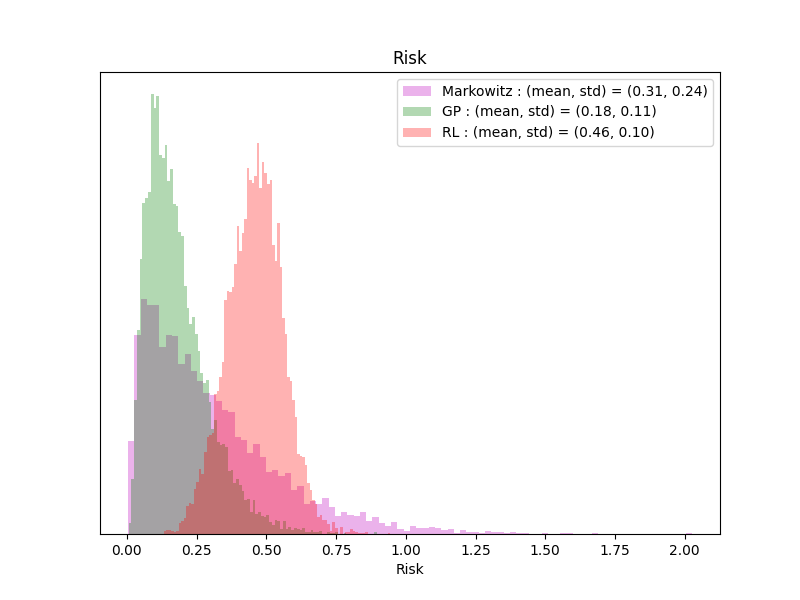 Risk
Markowitz : (mean, std) = (0.31, 0.24)
GP : (mean, std) = (0.18, 0.11)
RL : (mean, std) = (0.46, 0.10)
0.00 0.25 0.50 0.75 1.00 1.25 1.50 1.75 2.00
Risk